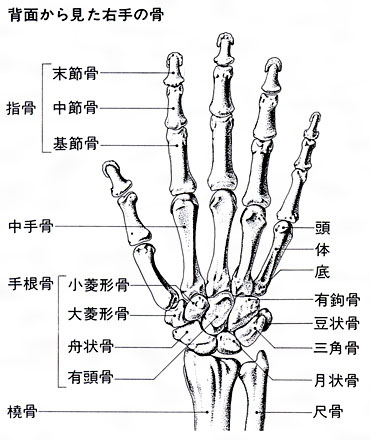 背面から見た右手の骨
末節骨
指骨
中節骨
基節骨
中手骨
頭
体
底
手根骨
小菱形骨
大菱形骨
舟状骨
有頭骨
有鉤骨
豆状骨
三角骨
月状骨
橈骨
尺骨